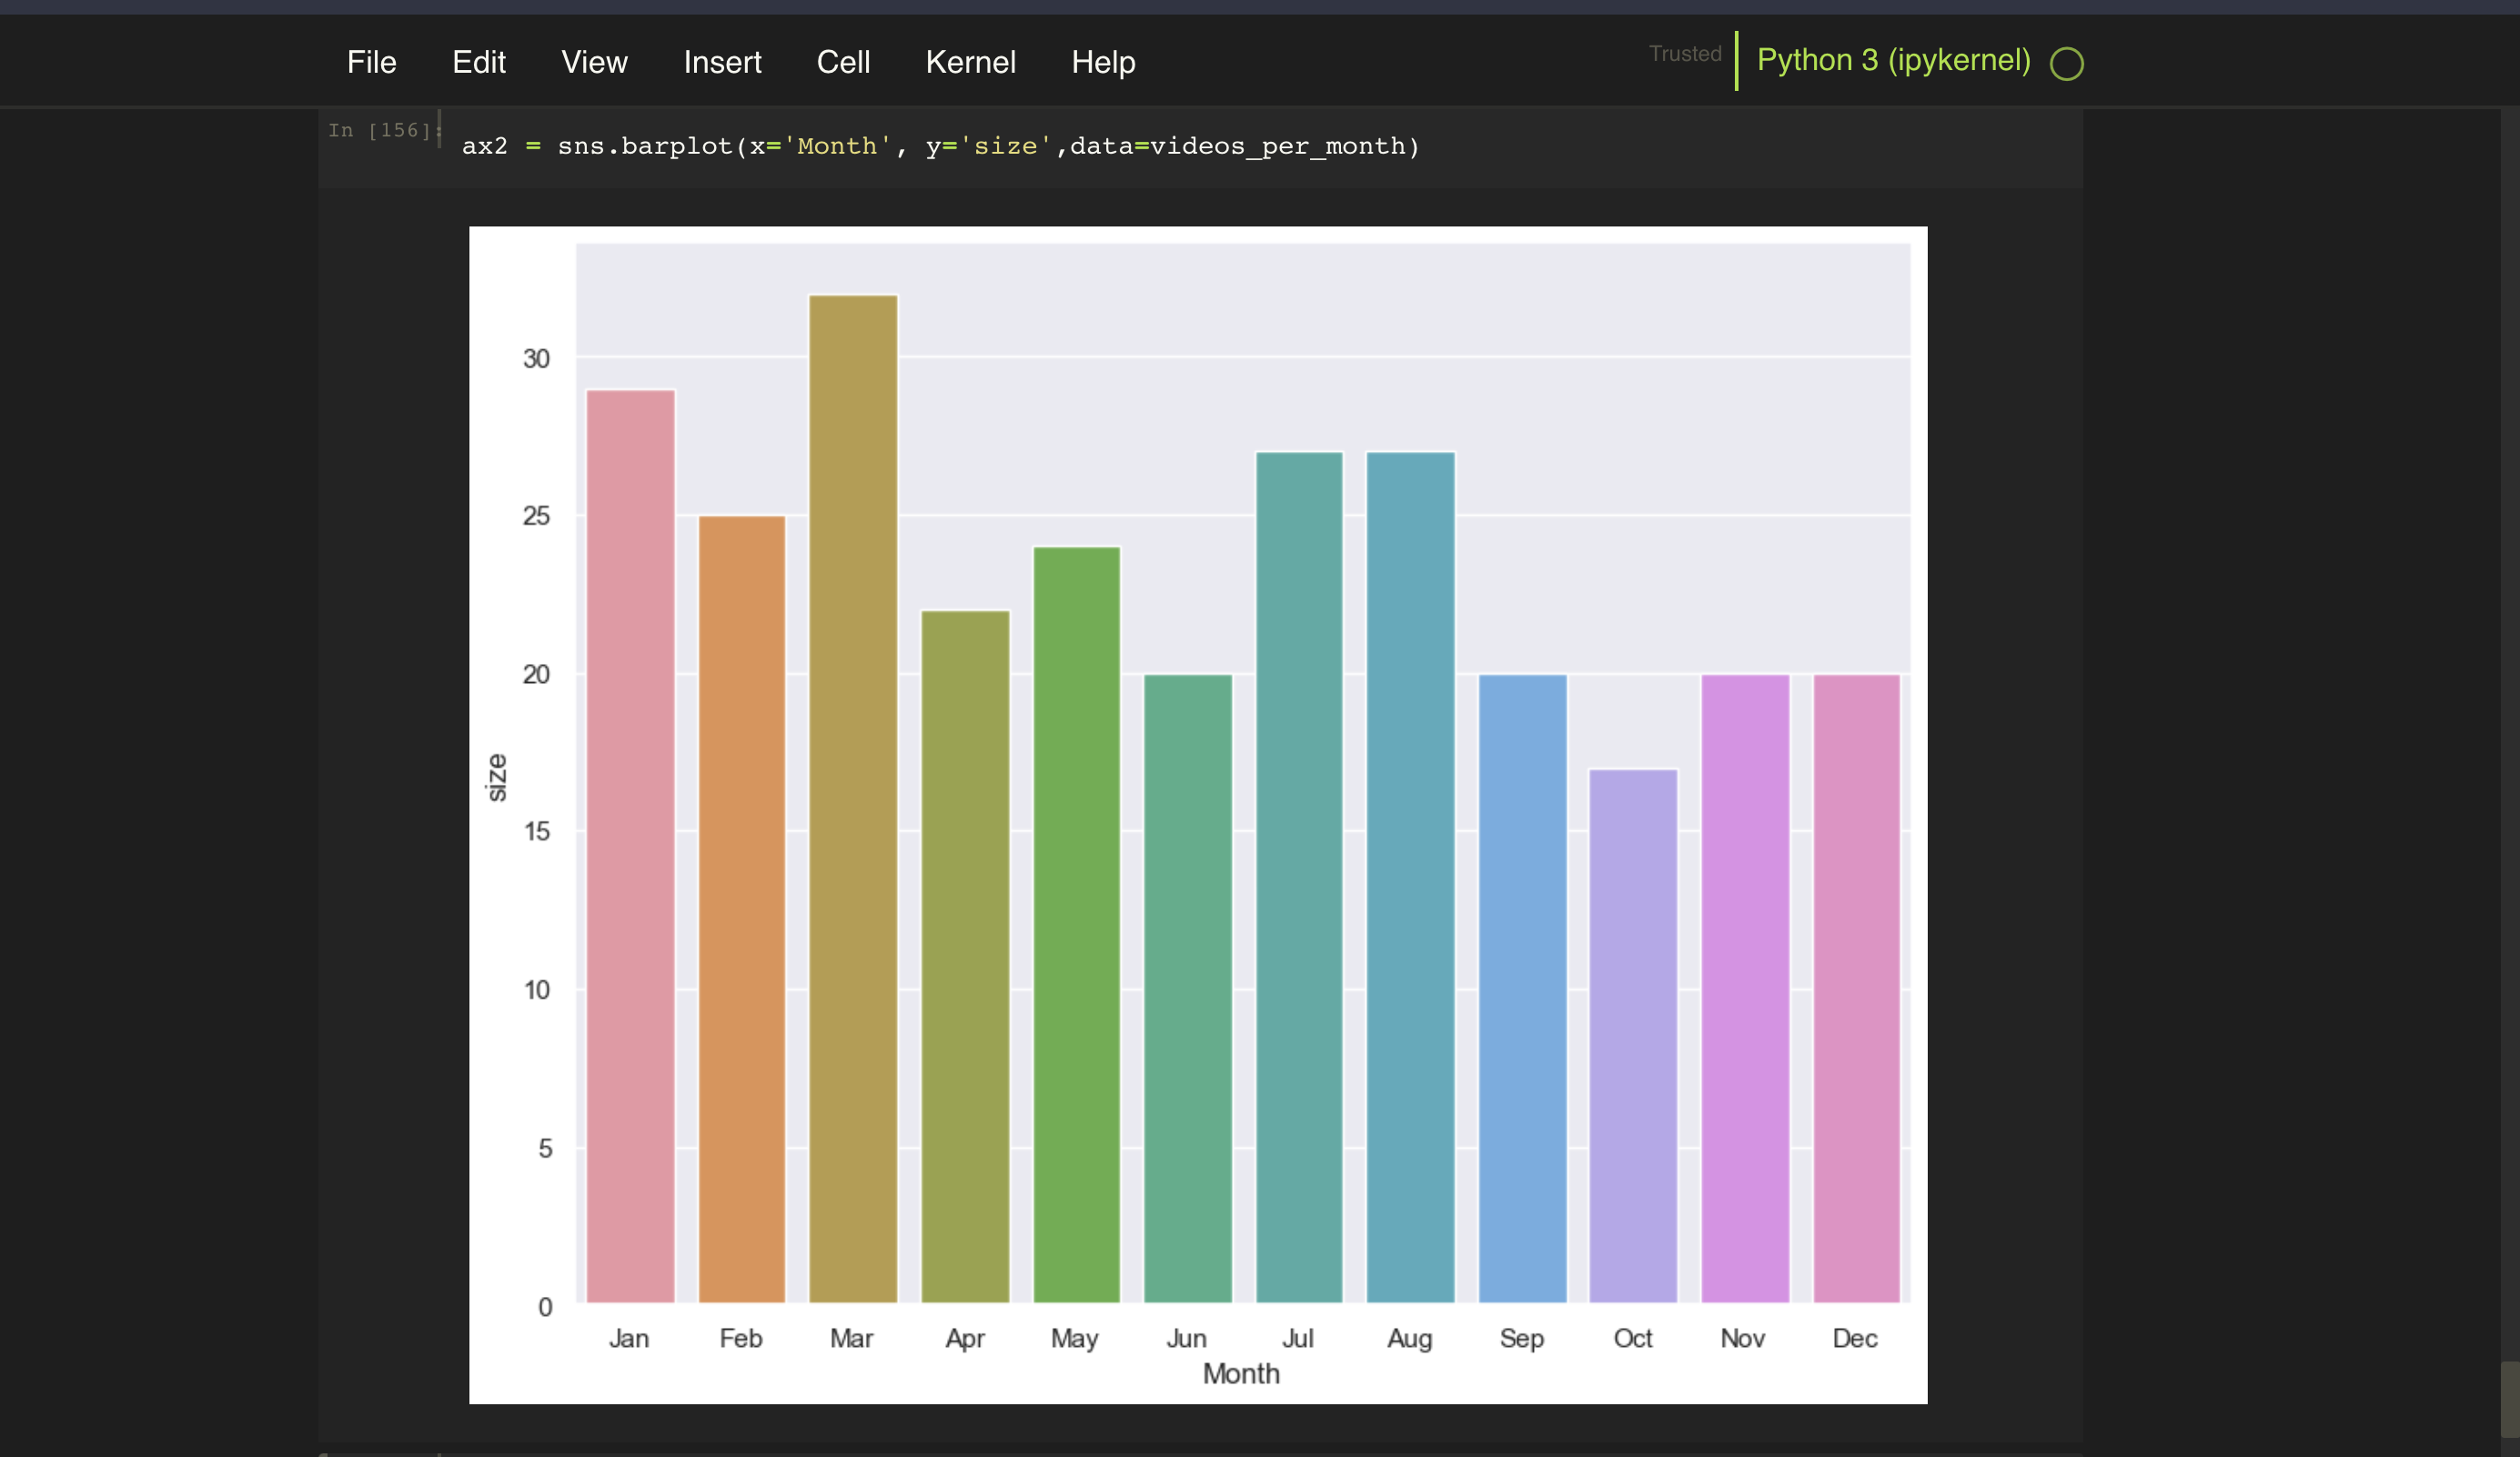 File Edit View Insert Cell Kernel Help Trusted Python 3 (ipykernel)
In [156]: ax2 = sns.barplot(x='Month', y='size',data=videos_per_month)
30
25
20
15
10
5
0
size
Jan Feb Mar Apr May Jun Jul Aug Sep Oct Nov Dec
Month